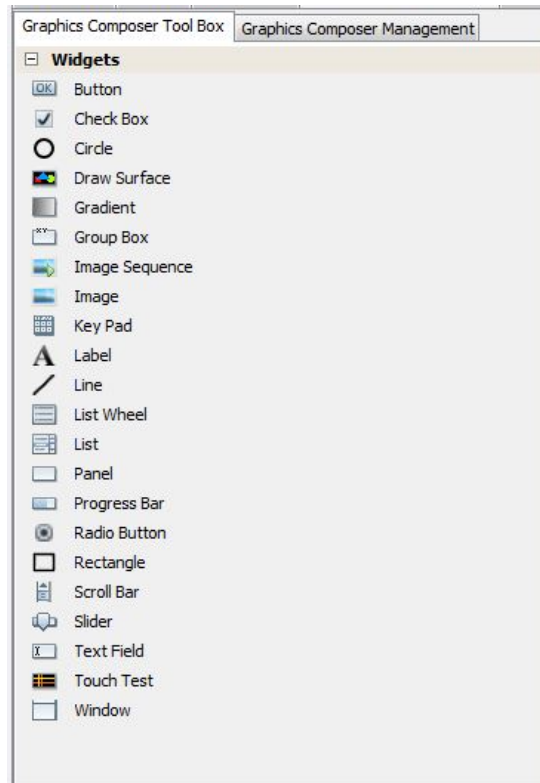 Graphics Composer Tool Box Graphics Composer Management
Widgets
OK Button
Check Box
Circle
Draw Surface
Gradient
XY Group Box
Image Sequence
Image
Key Pad
A Label
Line
List Wheel
List
Panel
Progress Bar
Radio Button
Rectangle
Scroll Bar
Slider
Text Field
Touch Test
Window